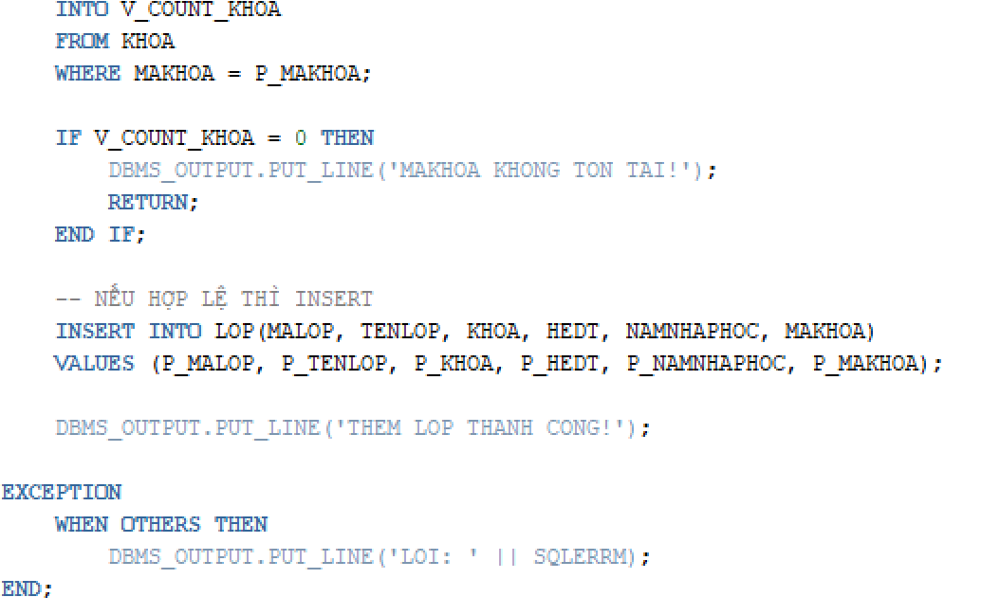 INTO V_COUNT_KHOA
FROM KHOA
WHERE MAKHOA = P_MAKHOA;
IF V_COUNT_KHOA = 0 THEN
DBMS_OUTPUT.PUT_LINE('MAKHOA KHONG TON TAI!');
RETURN;
END IF;
-- NẾU HỢP LỆ THÌ INSERT
INSERT INTO LOP(MALOP, TENLOP, KHOA, HEDT, NAMNHAPHOC, MAKHOA)
VALUES (P_MALOP, P_TENLOP, P_KHOA, P_HEDT, P_NAMNHAPHOC, P_MAKHOA);
DBMS_OUTPUT.PUT_LINE('THEM LOP THANH CONG!');
EXCEPTION
WHEN OTHERS THEN
DBMS_OUTPUT.PUT_LINE('LOI: ' || SQLERRM);
END;